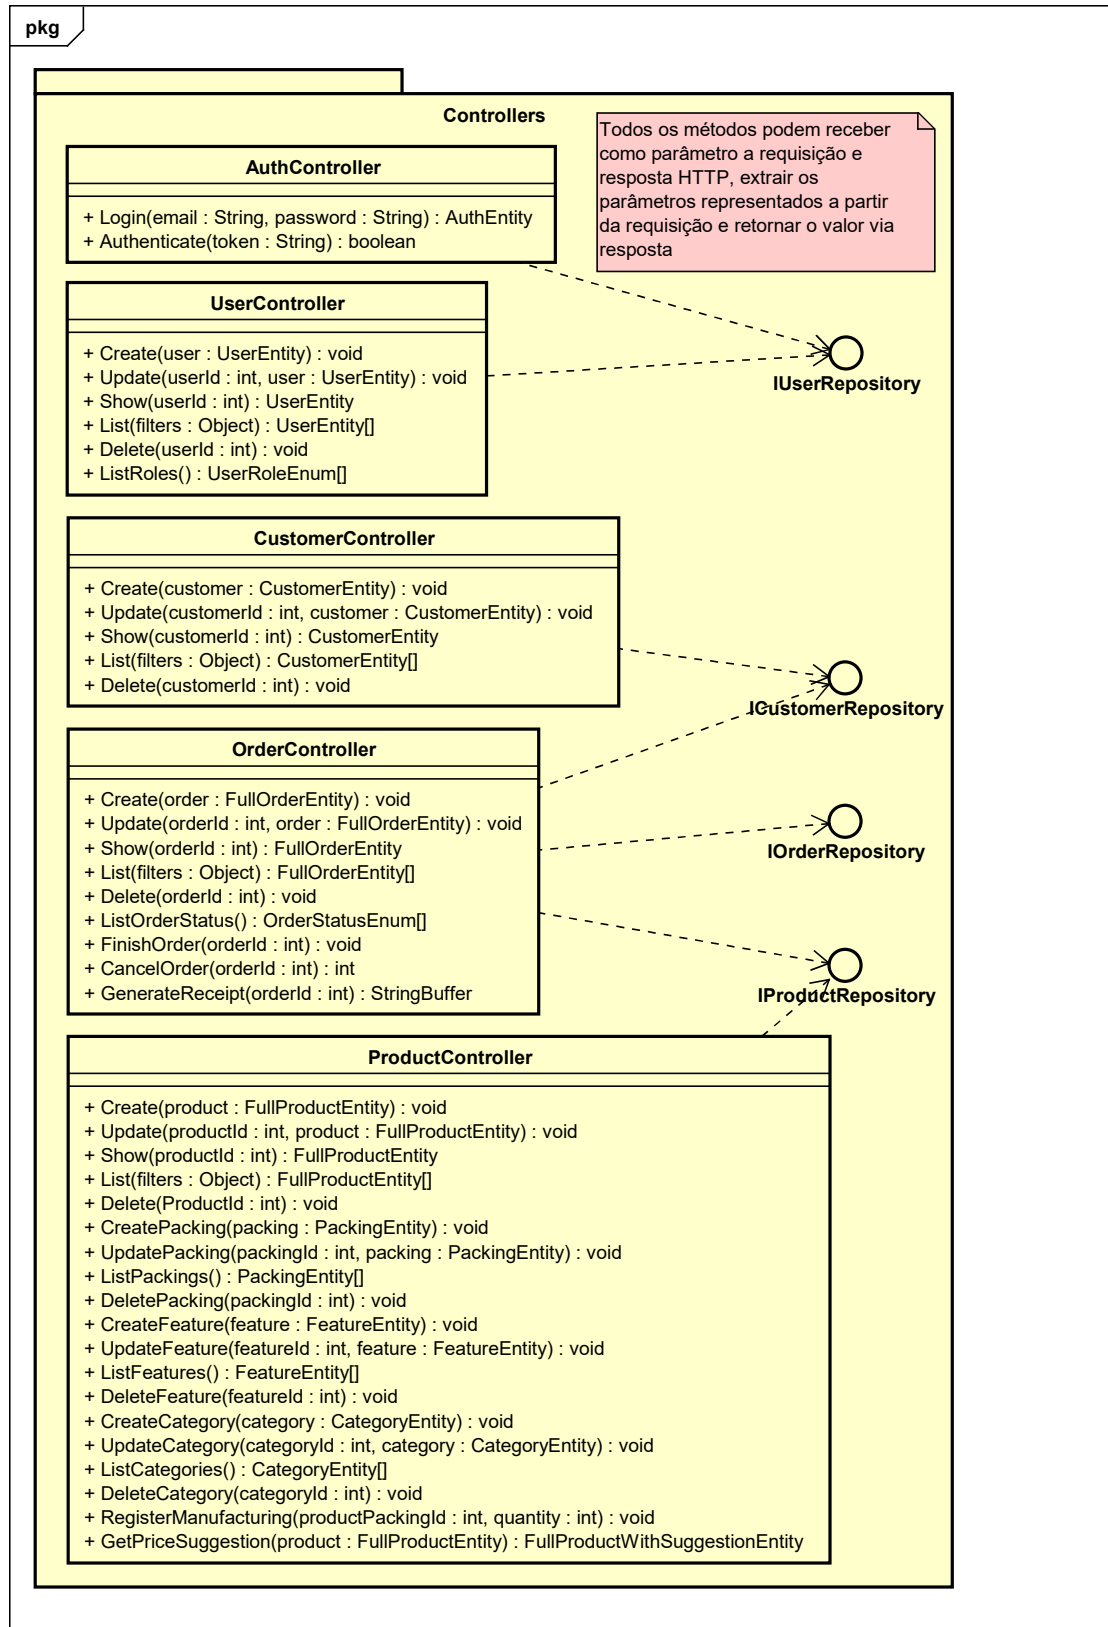 pkg
Controllers
Todos os métodos podem receber
como parâmetro a requisição e
resposta HTTP, extrair os
parâmetros representados a partir
da requisição e retornar o valor via
resposta
AuthController
+ Login(email : String, password : String) : AuthEntity
+ Authenticate(token : String) : boolean
UserController
+ Create(user : UserEntity) : void
+ Update(userId : int, user : UserEntity) : void
+ Show(userId : int) : UserEntity
+ List(filters : Object) : UserEntity[]
+ Delete(userId : int) : void
+ ListRoles() : UserRoleEnum[]
IUserRepository
CustomerController
+ Create(customer : CustomerEntity) : void
+ Update(customerId : int, customer : CustomerEntity) : void
+ Show(customerId : int) : CustomerEntity
+ List(filters : Object) : CustomerEntity[]
+ Delete(customerId : int) : void
ICustomerRepository
OrderController
+ Create(order : FullOrderEntity) : void
+ Update(orderId : int, order : FullOrderEntity) : void
+ Show(orderId : int) : FullOrderEntity
+ List(filters : Object) : FullOrderEntity[]
+ Delete(orderId : int) : void
+ ListOrderStatus() : OrderStatusEnum[]
+ FinishOrder(orderId : int) : void
+ CancelOrder(orderId : int) : int
+ GenerateReceipt(orderId : int) : StringBuffer
IOrderRepository
IProductRepository
ProductController
+ Create(product : FullProductEntity) : void
+ Update(productId : int, product : FullProductEntity) : void
+ Show(productId : int) : FullProductEntity
+ List(filters : Object) : FullProductEntity[]
+ Delete(ProductId : int) : void
+ CreatePacking(packing : PackingEntity) : void
+ UpdatePacking(packingId : int, packing : PackingEntity) : void
+ ListPackings() : PackingEntity[]
+ DeletePacking(packingId : int) : void
+ CreateFeature(feature : FeatureEntity) : void
+ UpdateFeature(featureId : int, feature : FeatureEntity) : void
+ ListFeatures() : FeatureEntity[]
+ DeleteFeature(featureId : int) : void
+ CreateCategory(category : CategoryEntity) : void
+ UpdateCategory(categoryId : int, category : CategoryEntity) : void
+ ListCategories() : CategoryEntity[]
+ DeleteCategory(categoryId : int) : void
+ RegisterManufacturing(productPackingId : int, quantity : int) : void
+ GetPriceSuggestion(product : FullProductEntity) : FullProductWithSuggestionEntity